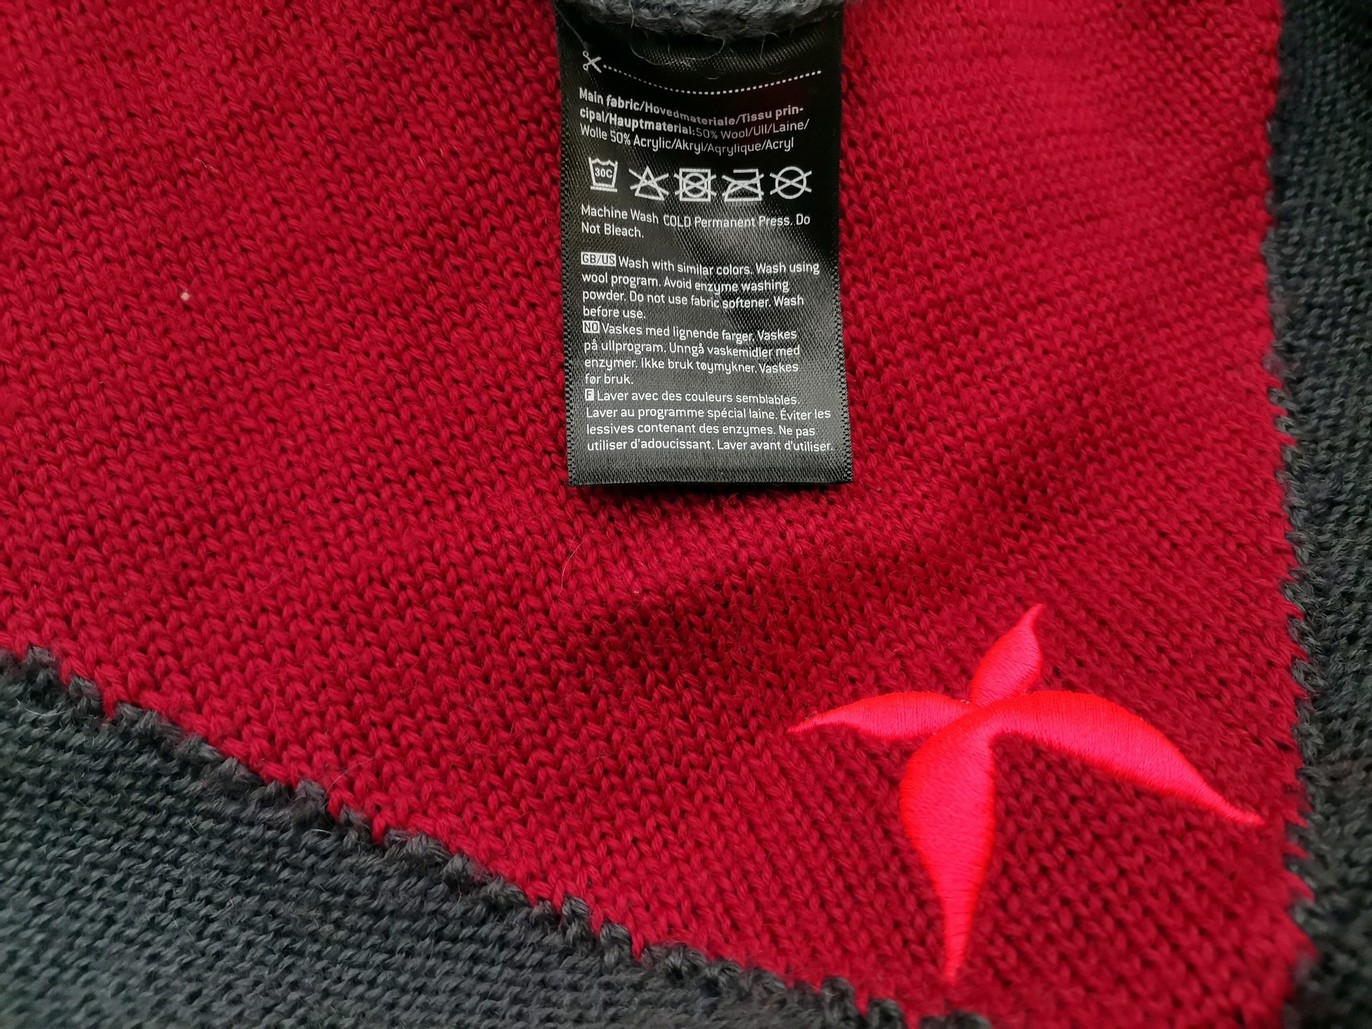 Main fabric/Hovedmateriale/Tissu prin-
cipal/Hauptmaterial:50% Wool/Ull/Laine/
Wolle 50% Acrylic/Akryl/Aqrylique/Acryl
30C
Machine Wash COLD Permanent Press. Do
Not Bleach.
GB/US Wash with similar colors. Wash using
wool program. Avoid enzyme washing
powder. Do not use fabric softener. Wash
before use.
NO Vaskes med lignende farger. Vaskes
på ullprogram. Unngå vaskemidler med
enzymer. Ikke bruk tøymykner. Vaskes
før bruk.
F Laver avec des couleurs semblables.
Laver au programme spécial laine. Éviter les
lessives contenant des enzymes. Ne pas
utiliser d'adoucissant. Laver avant d'utiliser.